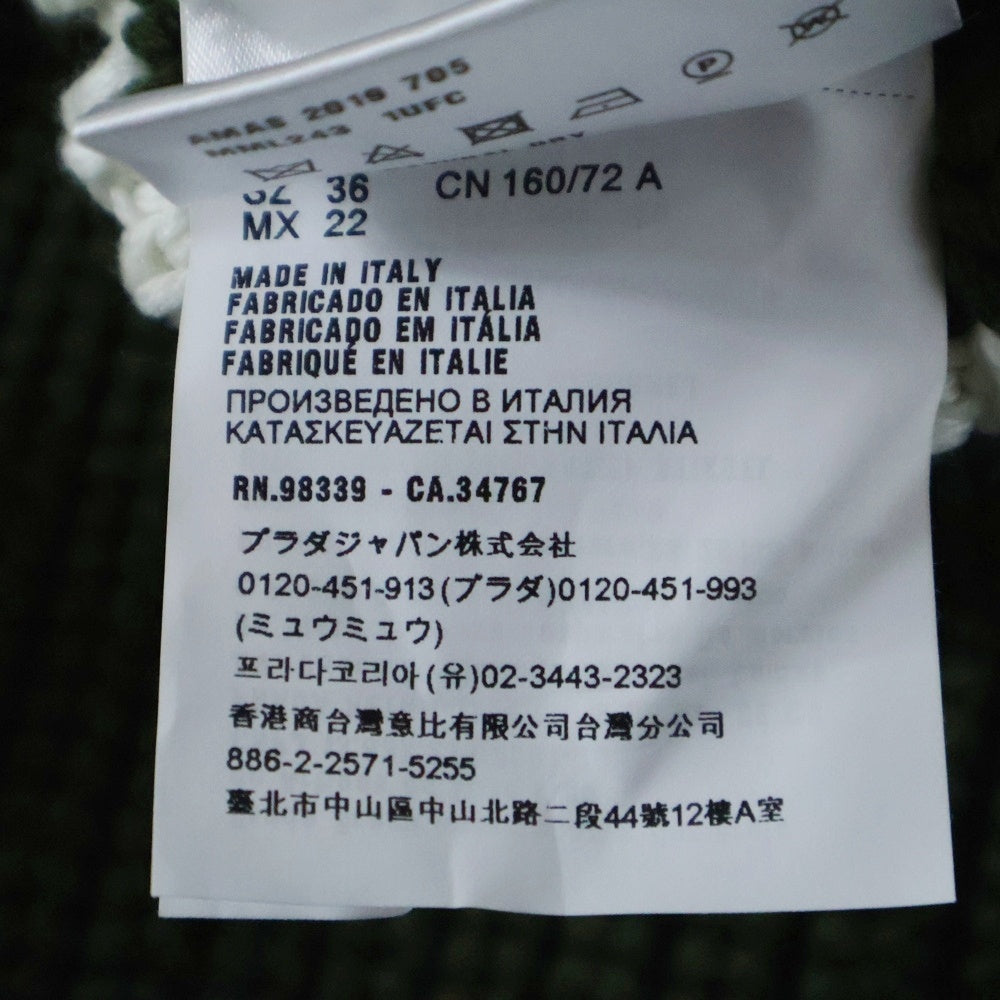 AMAS 2019 705
MML243 1UFC
36 CN 160/72 A
MX 22
MADE IN ITALY
FABRICADO EN ITALIA
FABRICADO EM ITÁLIA
FABRIQUÉ EN ITALIE
ПРОИЗВЕДЕНО В ИТАЛИЯ
ΚΑΤΑΣΚΕΥΑΖΕΤΑΙ ΣΤΗΝ ΙΤΑΛΙΑ
RN.98339 - CA.34767
プラダジャパン株式会社
0120-451-913(プラダ)0120-451-993
(ミュウミュウ)
프라다코리아(유)02-3443-2323
香港商台灣意比有限公司台灣分公司
886-2-2571-5255
臺北市中山區中山北路二段44號12樓A室